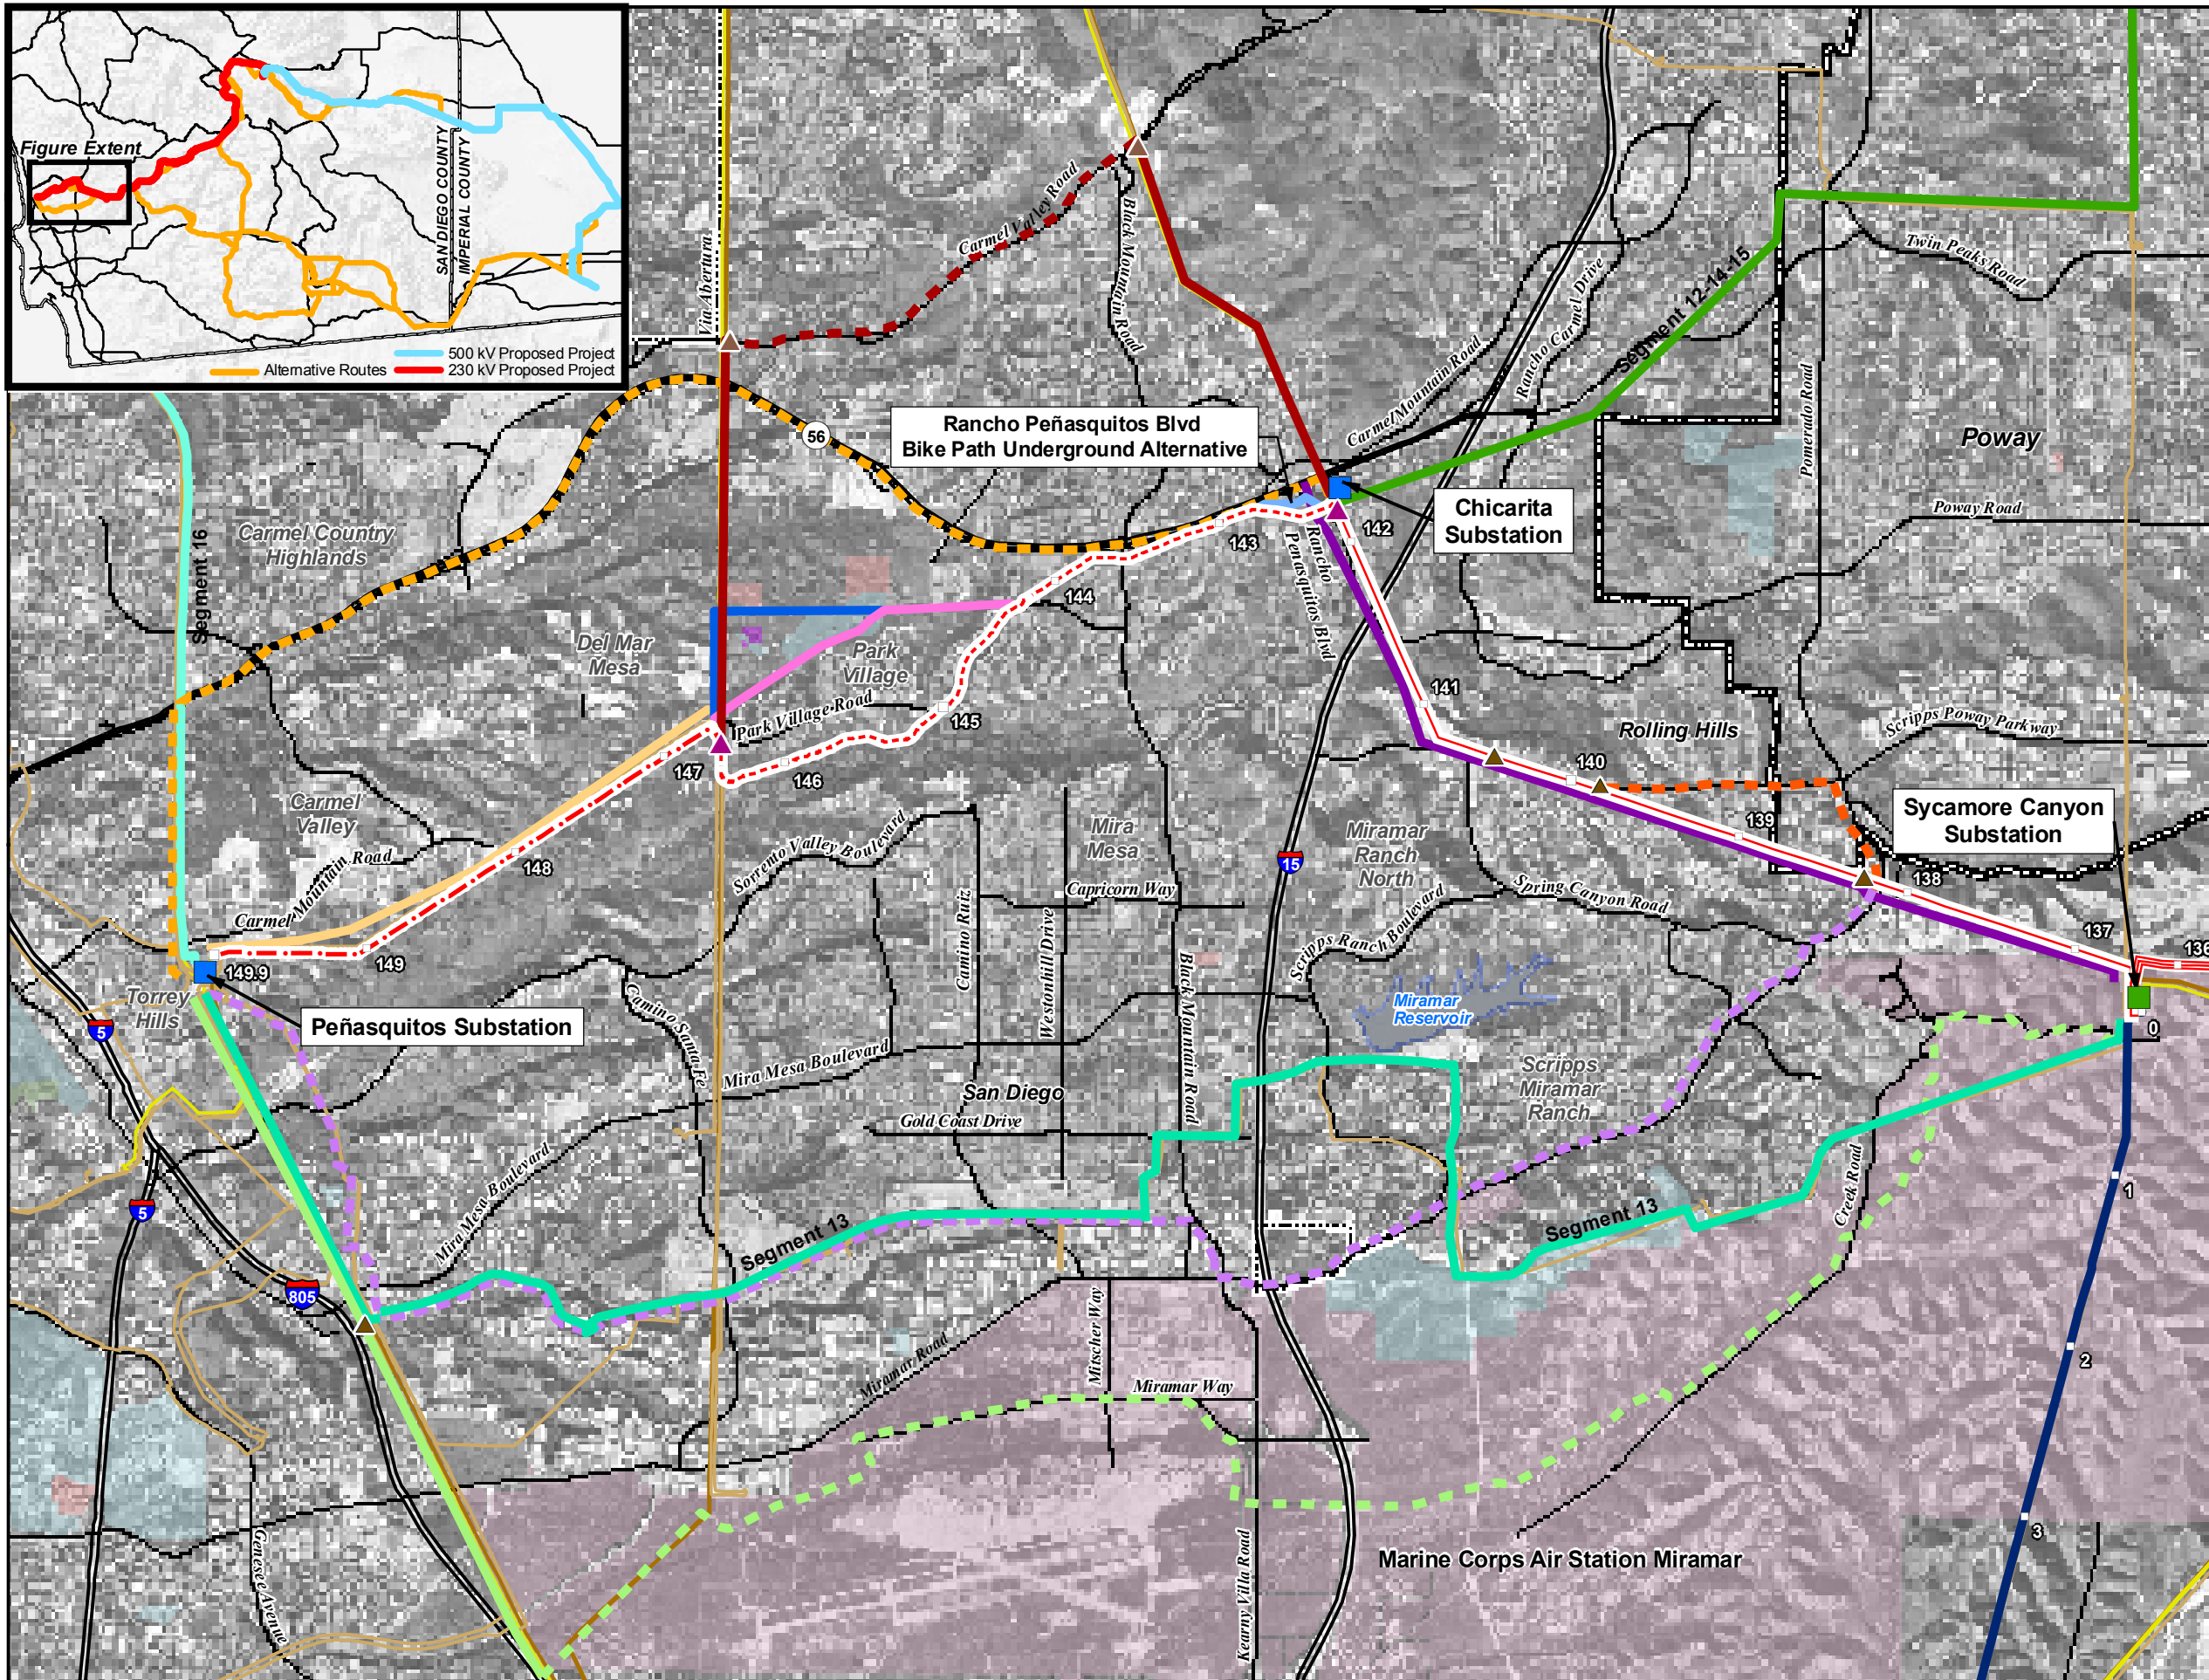 Figure Extent
SAN DIEGO COUNTY
IMPERIAL COUNTY
500 kV Proposed Project
Alternative Routes
230 kV Proposed Project
Via Abertura
Carmel Valley Road
Black Mountain Road
Carmel Mountain Road
Rancho Carmel Drive
Segment 12-14-15
Twin Peaks Road
Pomerado Road
Poway
Poway Road
56
Rancho Peñasquitos Blvd
Bike Path Underground Alternative
Chicarita
Substation
142
143
Rancho
Penasquitos Blvd
144
Segment 16
Carmel Country
Highlands
Del Mar
Mesa
Park
Village
Park Village Road
145
146
147
141
140
Rolling Hills
Scripps Poway Parkway
139
Sycamore Canyon
Substation
138
137
136
0
Carmel
Valley
Carmel Mountain Road
148
149
149.9
Torrey
Hills
Peñasquitos Substation
Sorrento Valley Boulevard
Mira
Mesa
Camino Ruiz
Capricorn Way
Westonhill Drive
Black Mountain Road
15
Miramar
Ranch
North
Scripps Ranch Boulevard
Spring Canyon Road
Miramar
Reservoir
Camino Santa Fe
Mira Mesa Boulevard
San Diego
Gold Coast Drive
Scripps
Miramar
Ranch
5
5
805
Mira Mesa Boulevard
Segment 13
Segment 13
Creek Road
1
2
3
Miramar Road
Mitscher Way
Miramar Way
Genesee Avenue
Kearny Villa Road
Marine Corps Air Station Miramar